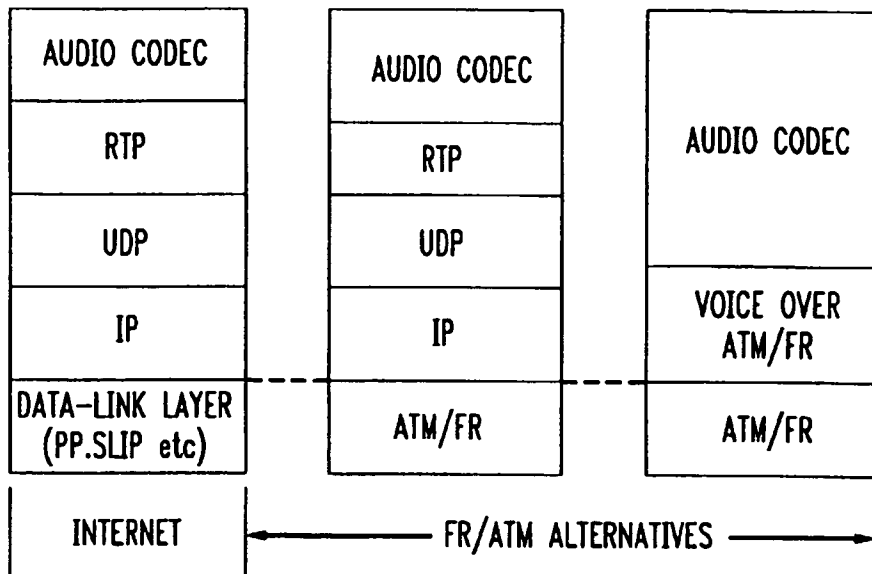 AUDIO CODEC
RTP
UDP
IP
DATA-LINK LAYER
(PP.SLIP etc)
INTERNET
AUDIO CODEC
RTP
UDP
IP
ATM/FR
AUDIO CODEC
VOICE OVER
ATM/FR
ATM/FR
FR/ATM ALTERNATIVES